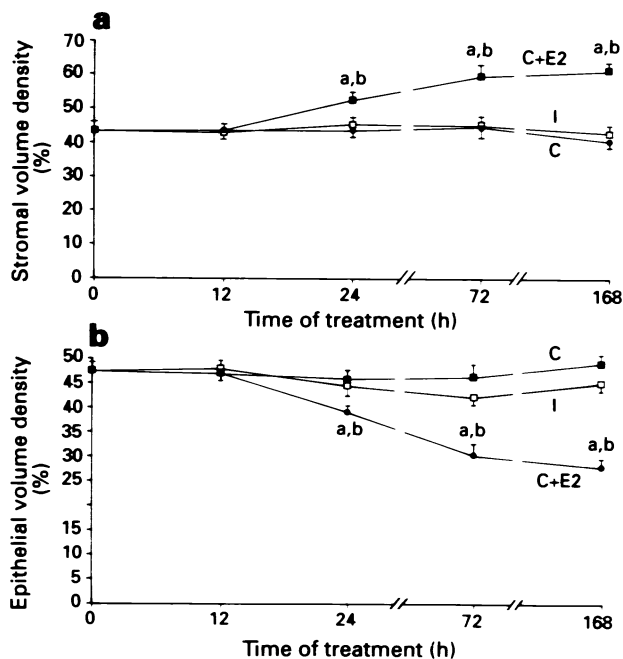 a
Stromal volume density
(%)
70
60
50
40
30
20
10
0
a,b
a,b
a,b
C+E2
I
C
0
12
24
72
168
Time of treatment (h)
b
Epithelial volume density
(%)
50
45
40
35
30
25
15
10
5
0
C
I
a,b
a,b
a,b
C+E2
0
12
24
72
168
Time of treatment (h)